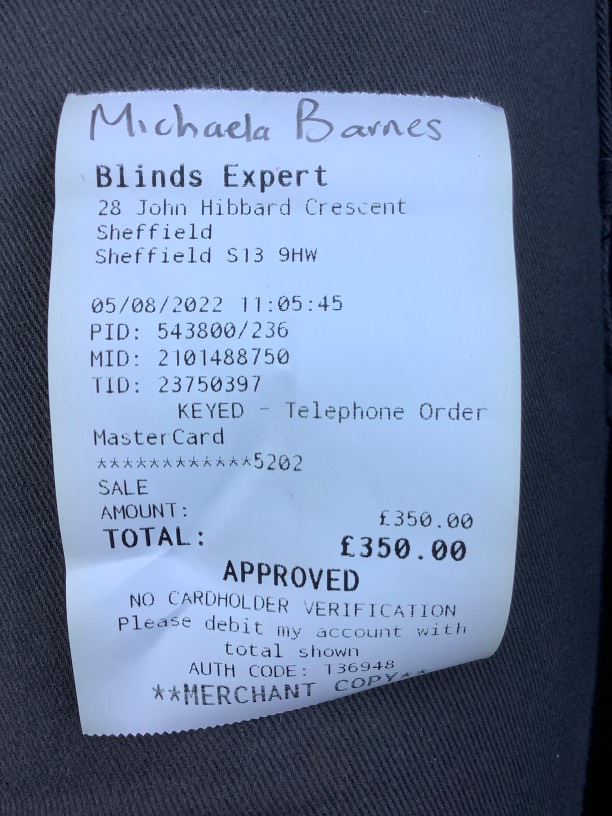 Michaela Barnes
Blinds Expert
28 John Hibbard Crescent
Sheffield
Sheffield S13 9HW
05/08/2022 11:05:45
PID: 543800/236
MID: 2101488750
TID: 23750397
KEYED - Telephone Order
MasterCard
************5202
SALE
AMOUNT: £350.00
TOTAL: £350.00
APPROVED
NO CARDHOLDER VERIFICATION
Please debit my account with
total shown
AUTH CODE: T36948
**MERCHANT COPY**